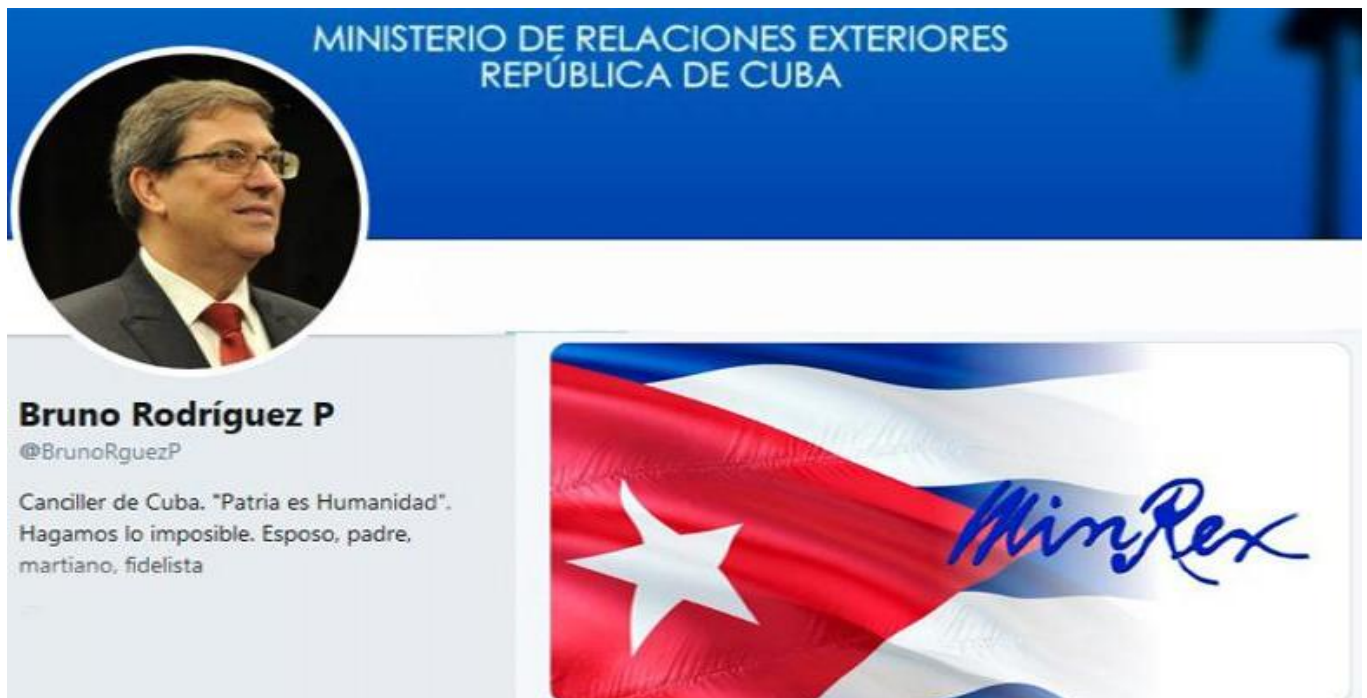 MINISTERIO DE RELACIONES EXTERIORES
REPÚBLICA DE CUBA
Bruno Rodríguez P
@BrunoRguezP
Canciller de Cuba. "Patria es Humanidad".
Hagamos lo imposible. Esposo, padre,
martiano, fidelista
MinRex